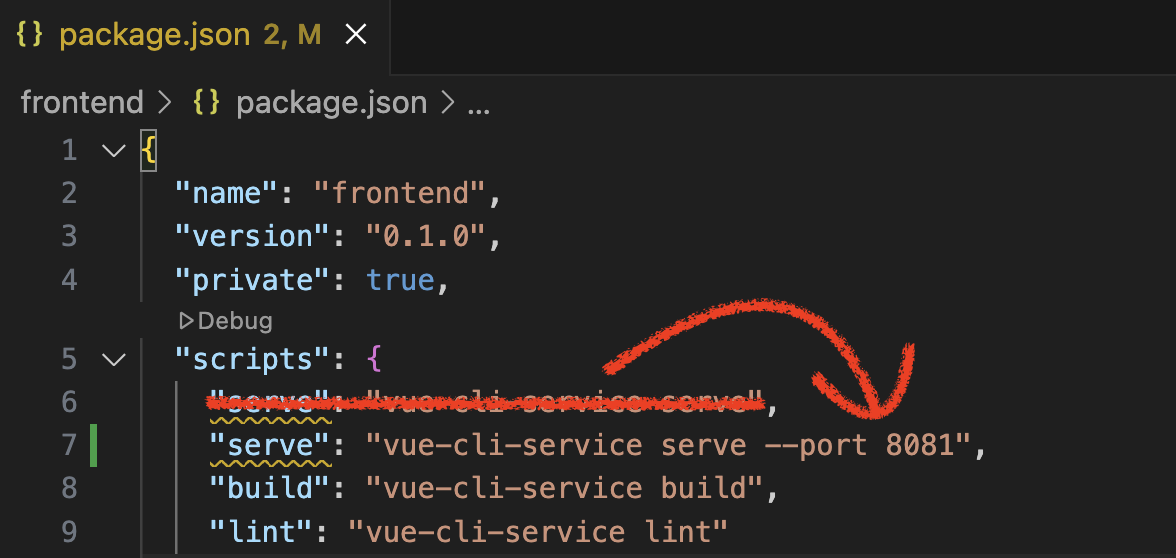 {} package.json 2, M ×
frontend > {} package.json > ...
1 {
2 "name": "frontend",
3 "version": "0.1.0",
4 "private": true,
Debug
5 "scripts": {
6 "serve": "vue-cli-service serve",
7 "serve": "vue-cli-service serve --port 8081",
8 "build": "vue-cli-service build",
9 "lint": "vue-cli-service lint"